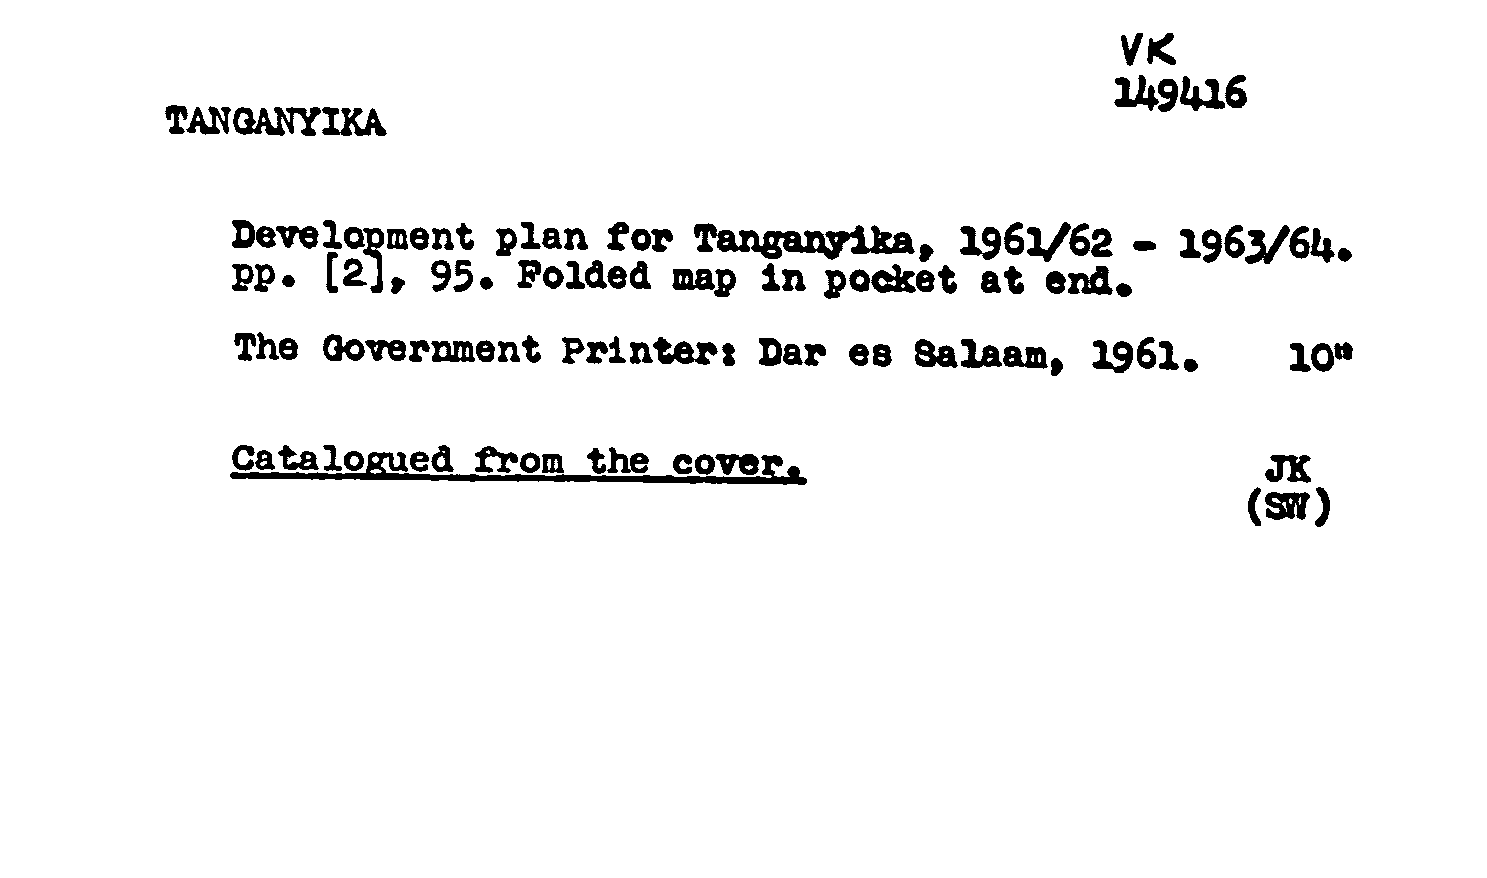 VK
149416
TANGANYIKA
Development plan for Tanganyika, 1961/62 - 1963/64.
pp. [2], 95. Folded map in pocket at end.
The Government Printer: Dar es Salaam, 1961. 10"
Catalogued from the cover.
JK
(SW)